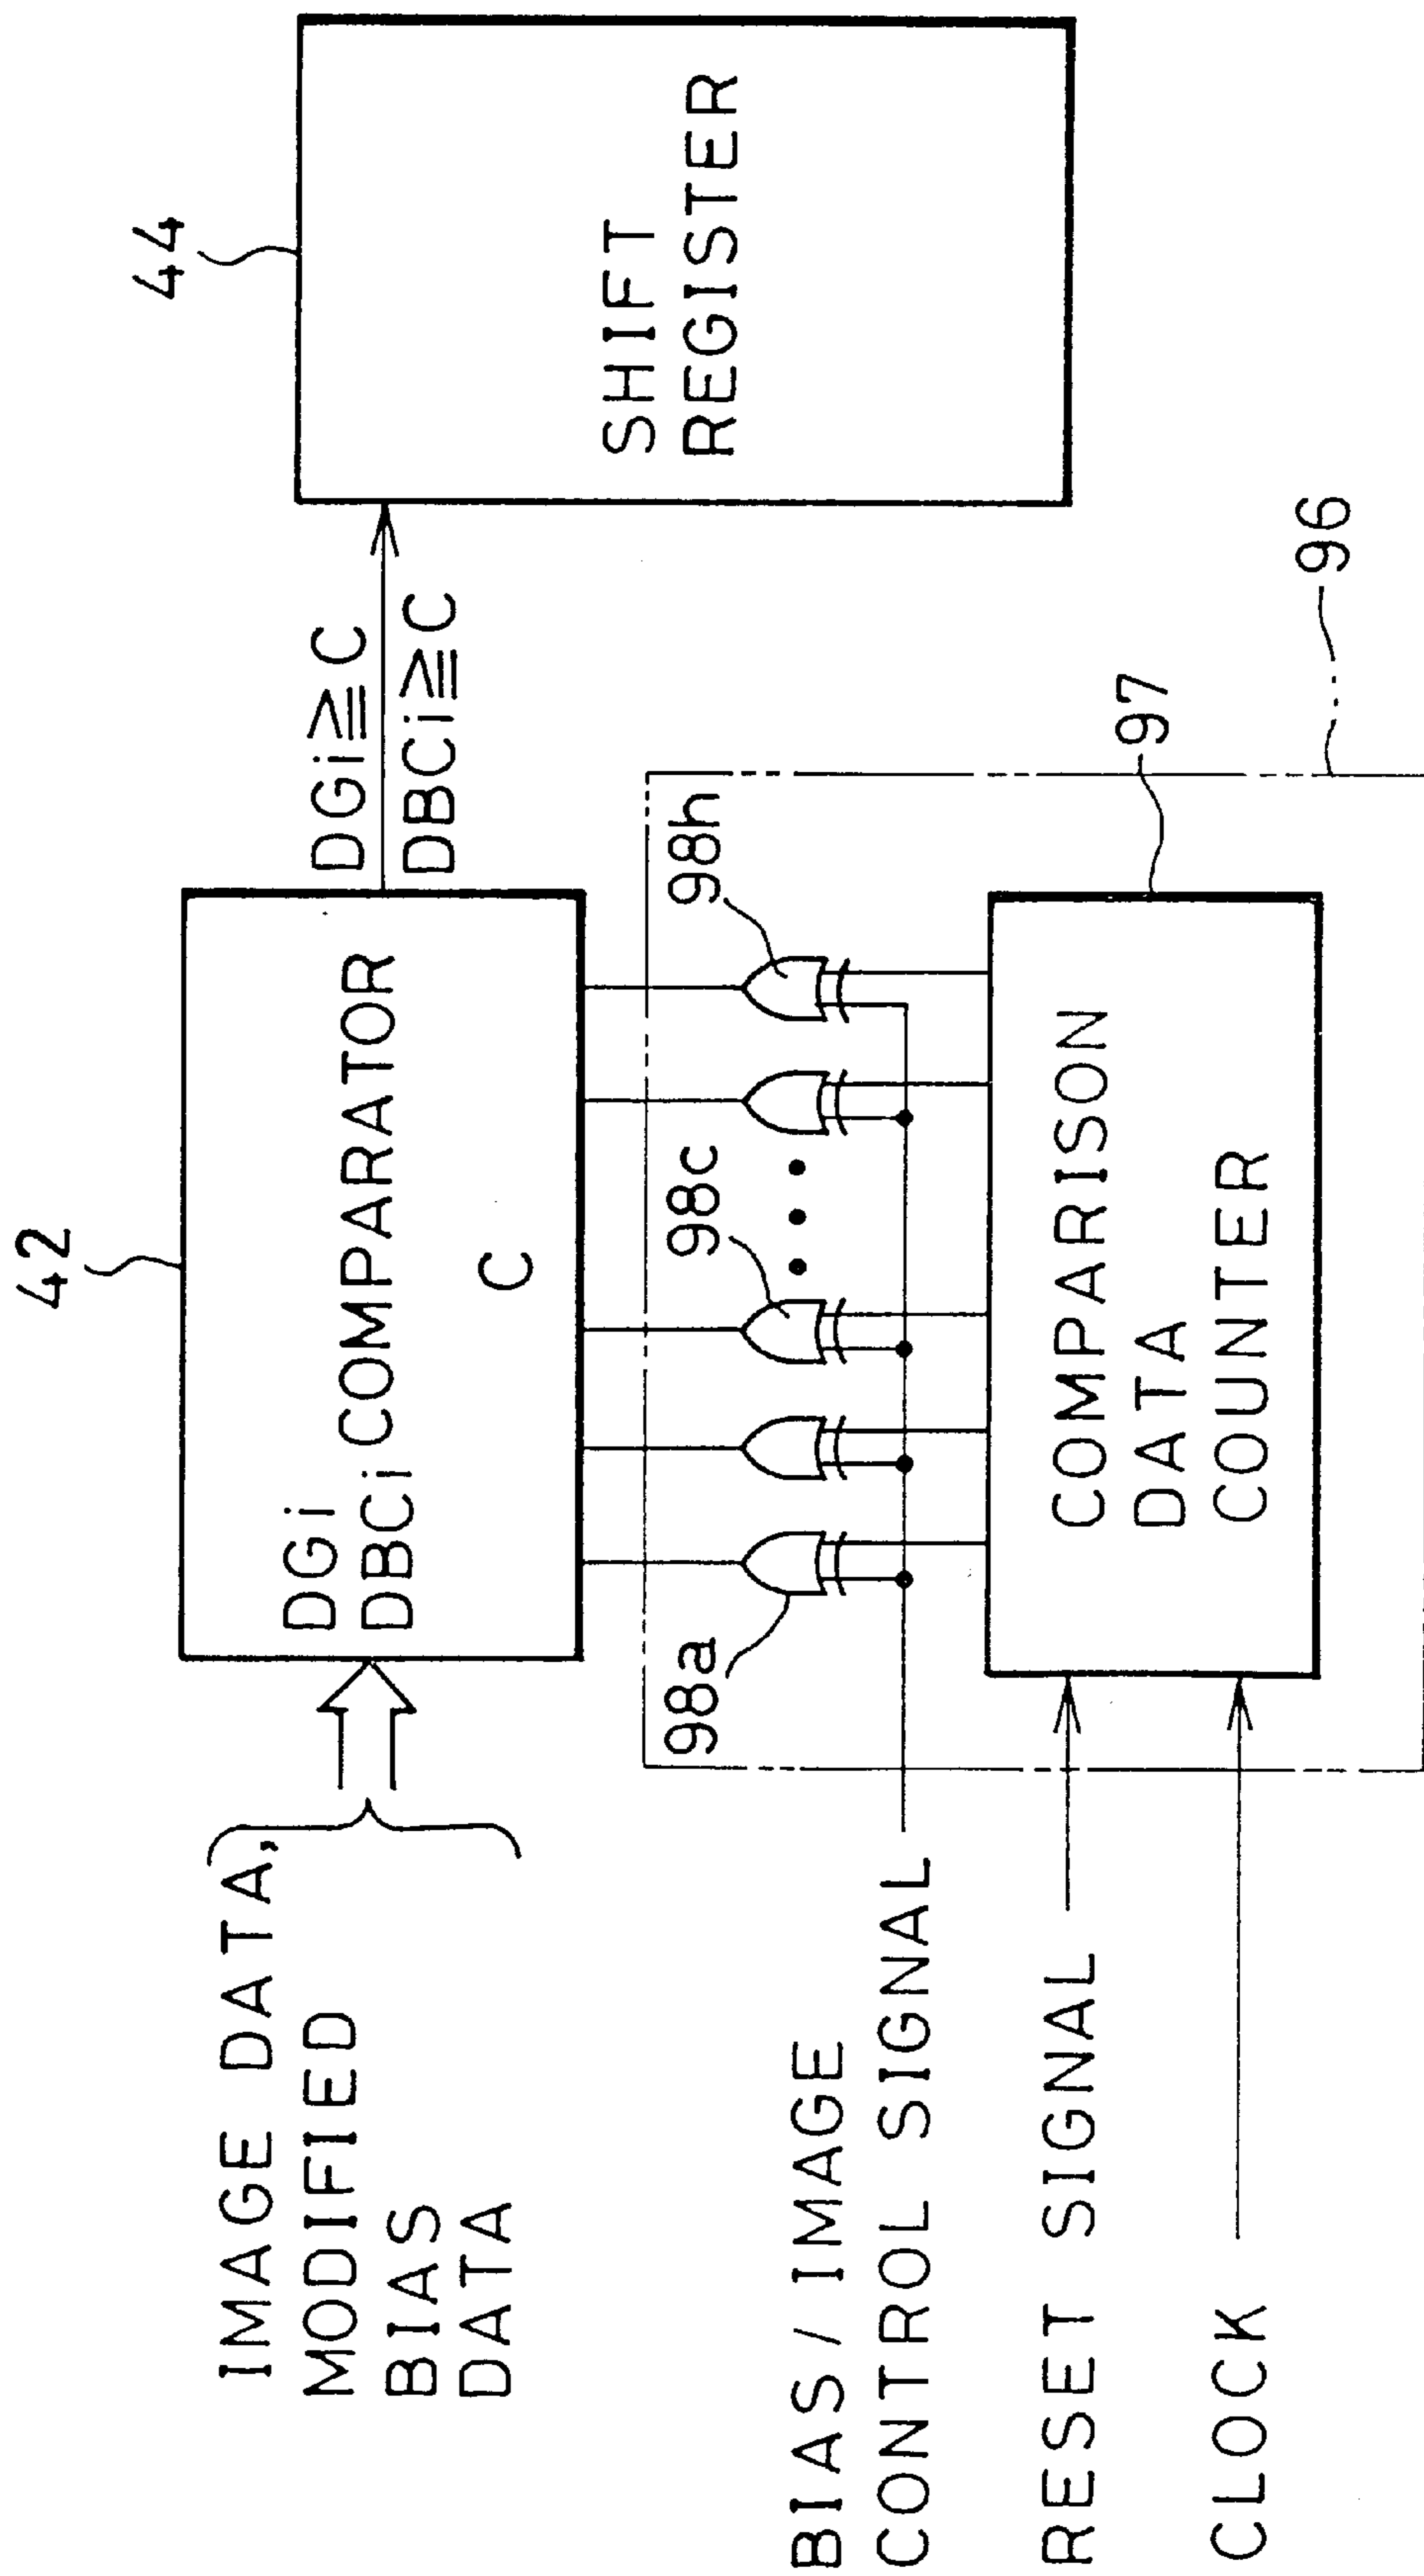 44
SHIFT
REGISTER
DGi≧C
DBCi≧C
42
DGi
DBCi COMPARATOR
C
IMAGE DATA,
MODIFIED
BIAS
DATA
98a
98c
98h
96
97
COMPARISON
DATA
COUNTER
BIAS / IMAGE
CONTROL SIGNAL
RESET SIGNAL
CLOCK